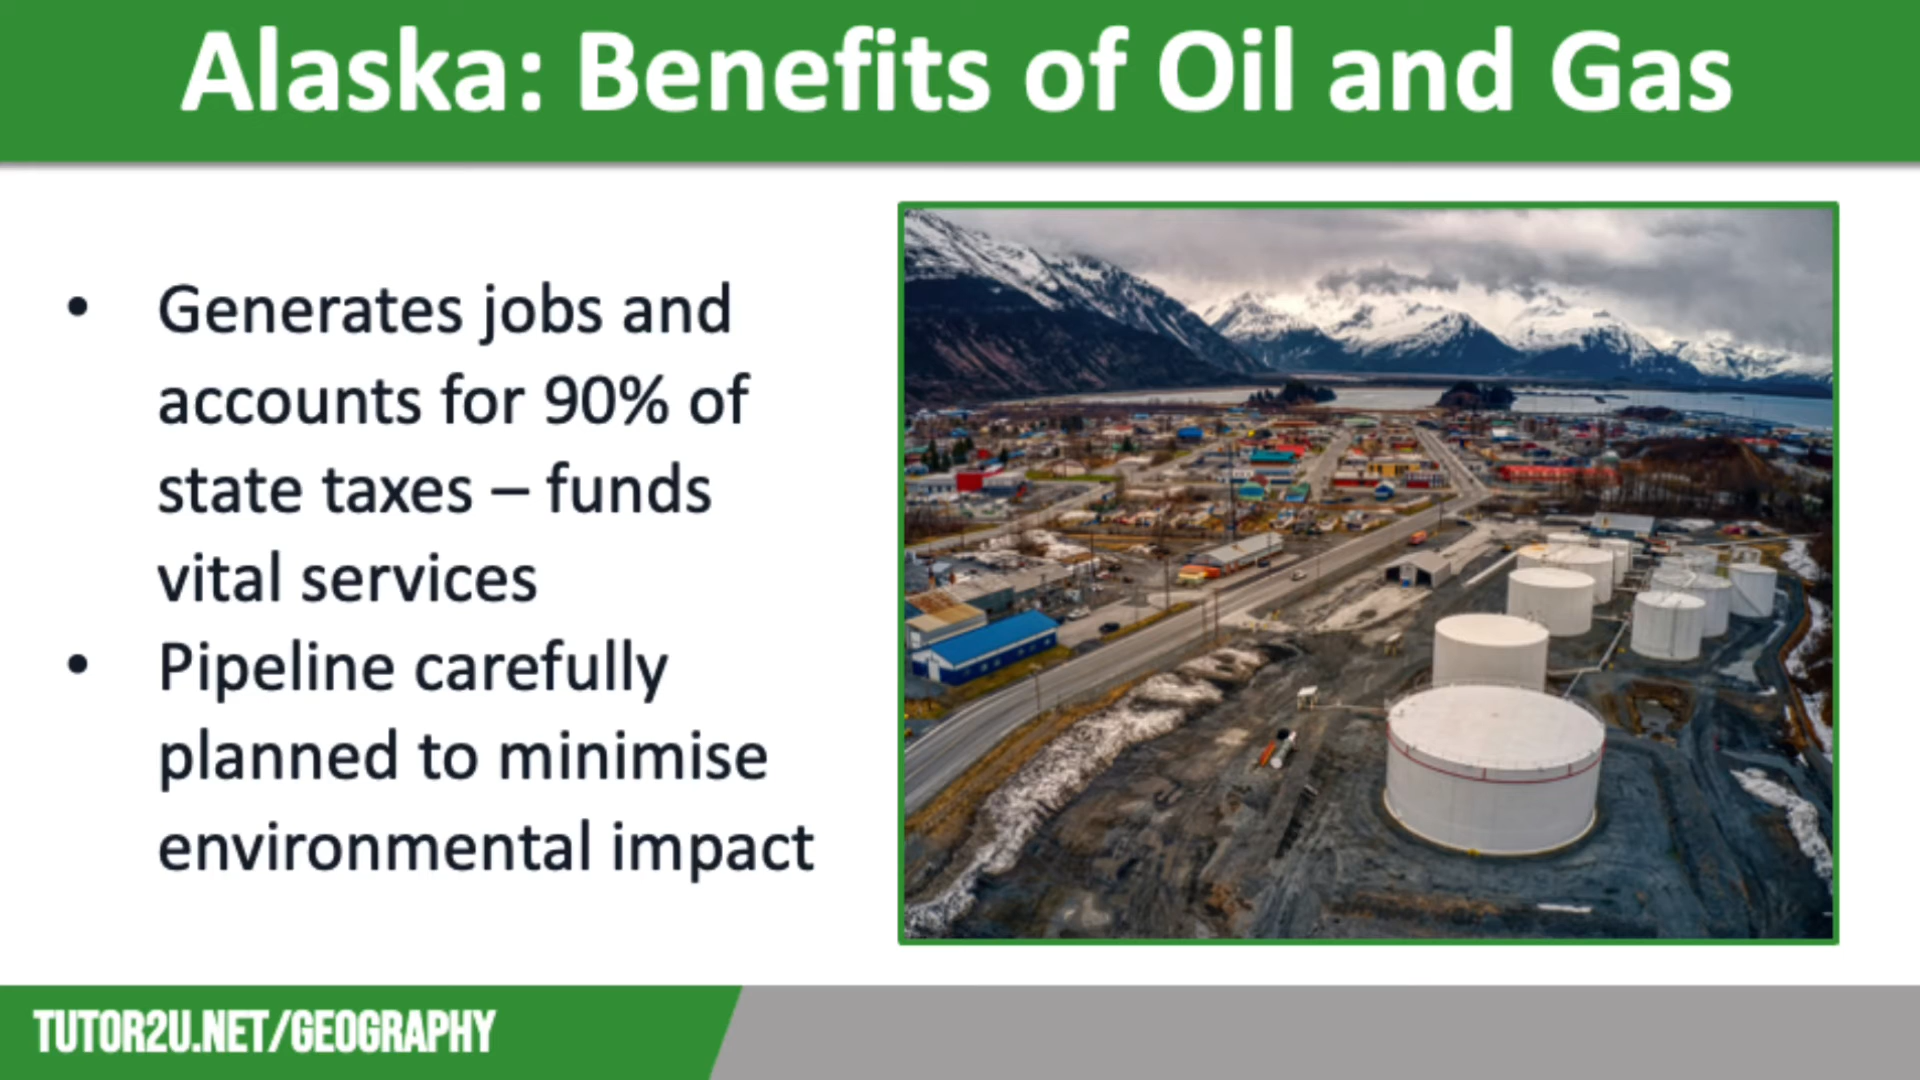 Alaska: Benefits of Oil and Gas
• Generates jobs and
accounts for 90% of
state taxes – funds
vital services
• Pipeline carefully
planned to minimise
environmental impact
TUTOR2U.NET/GEOGRAPHY